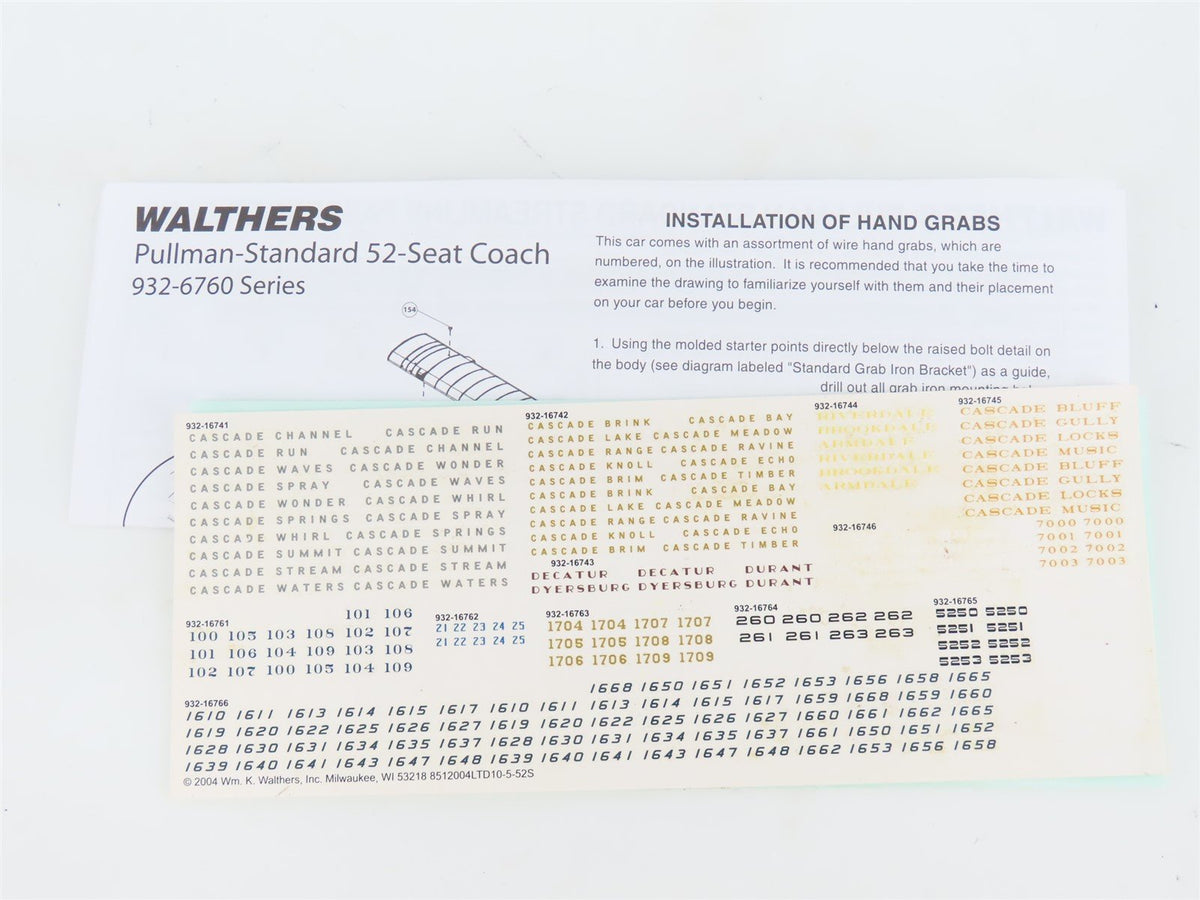 WALTHERS
Pullman-Standard 52-Seat Coach
932-6760 Series
154
INSTALLATION OF HAND GRABS
This car comes with an assortment of wire hand grabs, which are
numbered, on the illustration. It is recommended that you take the time to
examine the drawing to familiarize yourself with them and their placement
on your car before you begin.
1. Using the molded starter points directly below the raised bolt detail on
the body (see diagram labeled "Standard Grab Iron Bracket") as a guide,
drill out all grab iron mounting
932-16741
CASCADE CHANNEL CASCADE RUN
CASCADE RUN CASCADE CHANNEL
CASCADE WAVES CASCADE WONDER
CASCADE SPRAY CASCADE WAVES
CASCADE WONDER CASCADE WHIRL
CASCADE SPRINGS CASCADE SPRAY
CASCADE WHIRL CASCADE SPRINGS
CASCADE SUMMIT CASCADE SUMMIT
CASCADE STREAM CASCADE STREAM
CASCADE WATERS CASCADE WATERS
932-16742
CASCADE BRINK CASCADE BAY
CASCADE LAKE CASCADE MEADOW
CASCADE RANGE CASCADE RAVINE
CASCADE KNOLL CASCADE ECHO
CASCADE BRIM CASCADE TIMBER
CASCADE BRINK CASCADE BAY
CASCADE LAKE CASCADE MEADOW
CASCADE RANGE CASCADE RAVINE
CASCADE KNOLL CASCADE ECHO
CASCADE BRIM CASCADE TIMBER
932-16743
DECATUR DECATUR DURANT
DYERSBURG DYERSBURG DURANT
932-16744
RIVERDALE
BROOKDALE
ARMDALE
RIVERDALE
BROOKDALE
ARMDALE
932-16745
CASCADE BLUFF
CASCADE GULLY
CASCADE LOCKS
CASCADE MUSIC
CASCADE BLUFF
CASCADE GULLY
CASCADE LOCKS
CASCADE MUSIC
932-16746
7000 7000
7001 7001
7002 7002
7003 7003
932-16761
101 106
100 105 103 108 102 107
101 106 104 109 103 108
102 107 100 105 104 109
932-16762
21 22 23 24 25
21 22 23 24 25
932-16763
1704 1704 1707 1707
1705 1705 1708 1708
1706 1706 1709 1709
932-16764
260 260 262 262
261 261 263 263
932-16765
5250 5250
5251 5251
5252 5252
5253 5253
932-16766
1668 1650 1651 1652 1653 1656 1658 1665
1610 1611 1613 1614 1615 1617 1610 1611 1613 1614 1615 1617 1659 1668 1659 1660
1619 1620 1622 1625 1626 1627 1619 1620 1622 1625 1626 1627 1660 1661 1662 1665
1628 1630 1631 1634 1635 1637 1628 1630 1631 1634 1635 1637 1661 1650 1651 1652
1639 1640 1641 1643 1647 1648 1639 1640 1641 1643 1647 1648 1662 1653 1656 1658
© 2004 Wm. K. Walthers, Inc. Milwaukee, WI 53218 8512004LTD10-5-52S